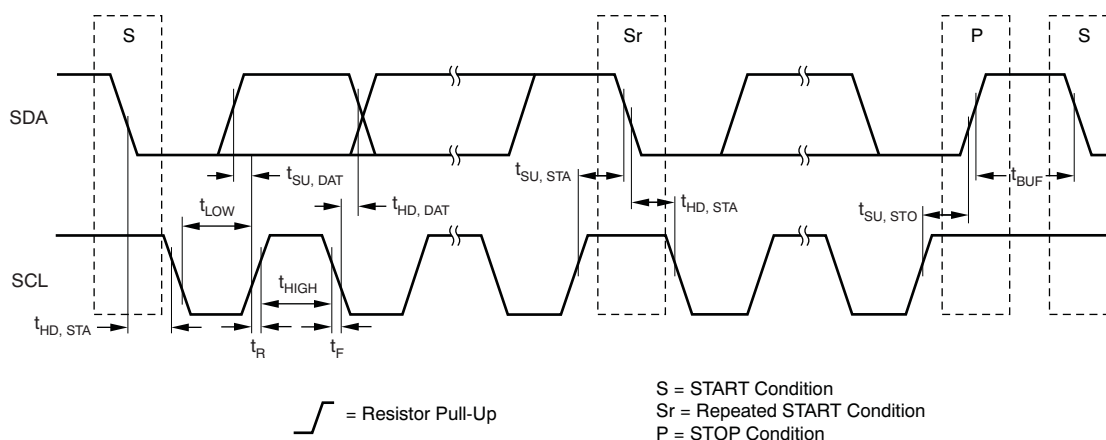 S Sr P S
SDA
tSU, DAT
tSU, STA
tBUF
tLOW
tHD, DAT
tHD, STA
tSU, STO
SCL
tHIGH
tHD, STA
tR tF
= Resistor Pull-Up
S = START Condition
Sr = Repeated START Condition
P = STOP Condition